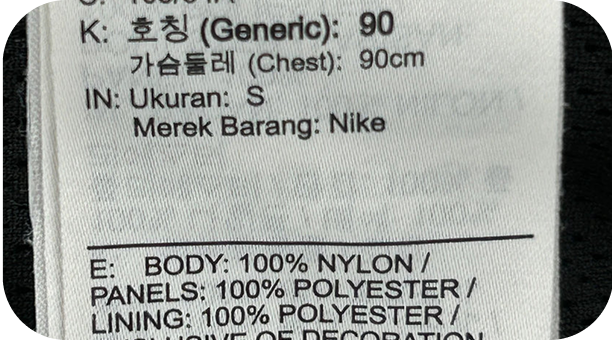 K: 호칭 (Generic): 90
가슴둘레 (Chest): 90cm
IN: Ukuran: S
Merek Barang: Nike
E: BODY: 100% NYLON /
PANELS: 100% POLYESTER /
LINING: 100% POLYESTER /
OF DECORATION